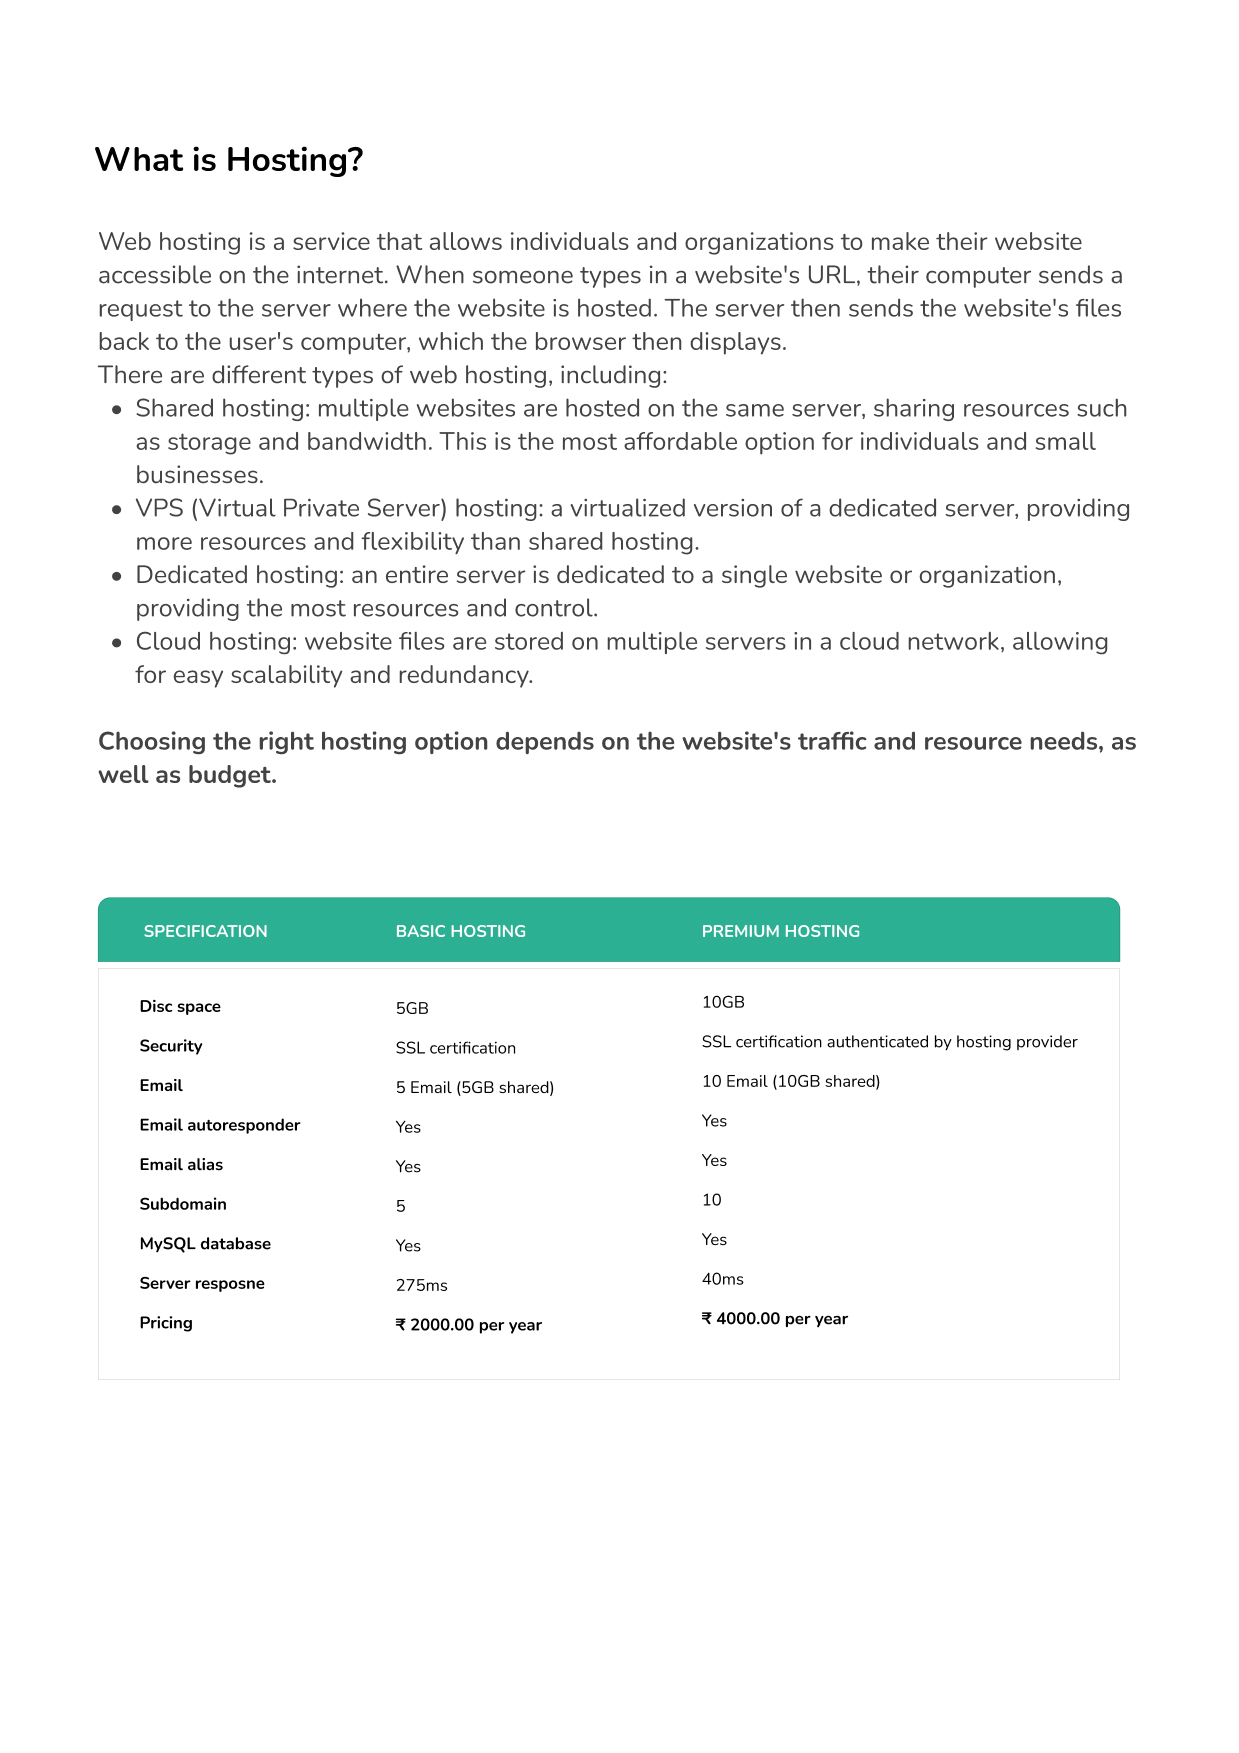 What is Hosting?
Web hosting is a service that allows individuals and organizations to make their website
accessible on the internet. When someone types in a website's URL, their computer sends a
request to the server where the website is hosted. The server then sends the website's files
back to the user's computer, which the browser then displays.
There are different types of web hosting, including:
• Shared hosting: multiple websites are hosted on the same server, sharing resources such
as storage and bandwidth. This is the most affordable option for individuals and small
businesses.
• VPS (Virtual Private Server) hosting: a virtualized version of a dedicated server, providing
more resources and flexibility than shared hosting.
• Dedicated hosting: an entire server is dedicated to a single website or organization,
providing the most resources and control.
• Cloud hosting: website files are stored on multiple servers in a cloud network, allowing
for easy scalability and redundancy.
Choosing the right hosting option depends on the website's traffic and resource needs, as
well as budget.
SPECIFICATION BASIC HOSTING PREMIUM HOSTING
Disc space 5GB 10GB
Security SSL certification SSL certification authenticated by hosting provider
Email 5 Email (5GB shared) 10 Email (10GB shared)
Email autoresponder Yes Yes
Email alias Yes Yes
Subdomain 5 10
MySQL database Yes Yes
Server resposne 275ms 40ms
Pricing ₹ 2000.00 per year ₹ 4000.00 per year